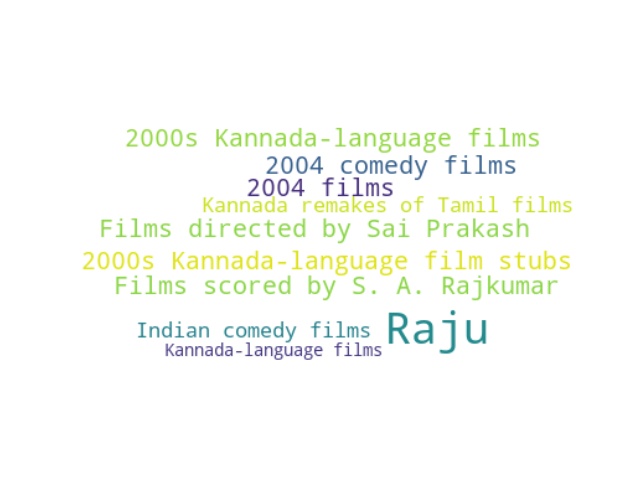 2000s Kannada-language films
2004 comedy films
2004 films
Kannada remakes of Tamil films
Films directed by Sai Prakash
2000s Kannada-language film stubs
Films scored by S. A. Rajkumar
Indian comedy films Raju
Kannada-language films